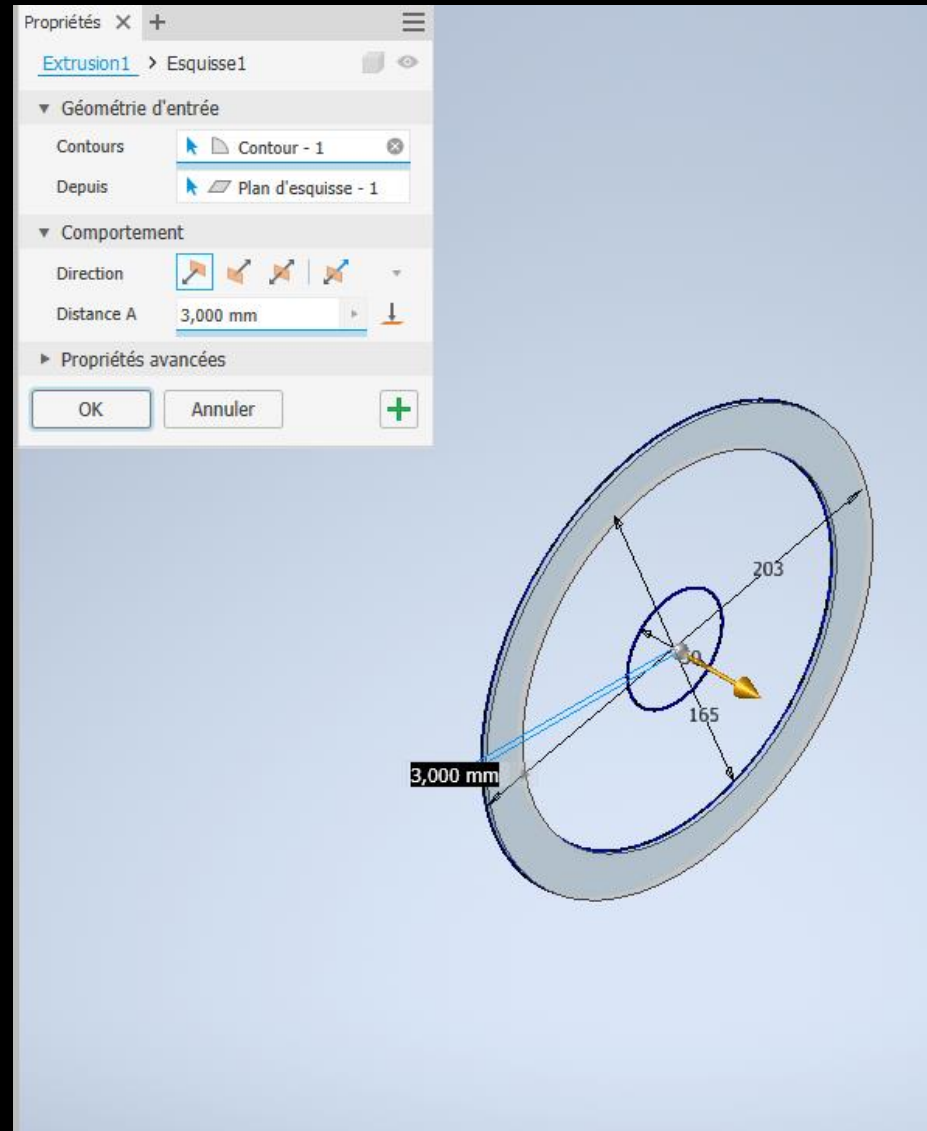 Propriétés
Extrusion1 > Esquisse1
Géométrie d'entrée
Contours Contour - 1
Depuis Plan d'esquisse - 1
Comportement
Direction
Distance A 3,000 mm
Propriétés avancées
OK Annuler
203
165
3,000 mm